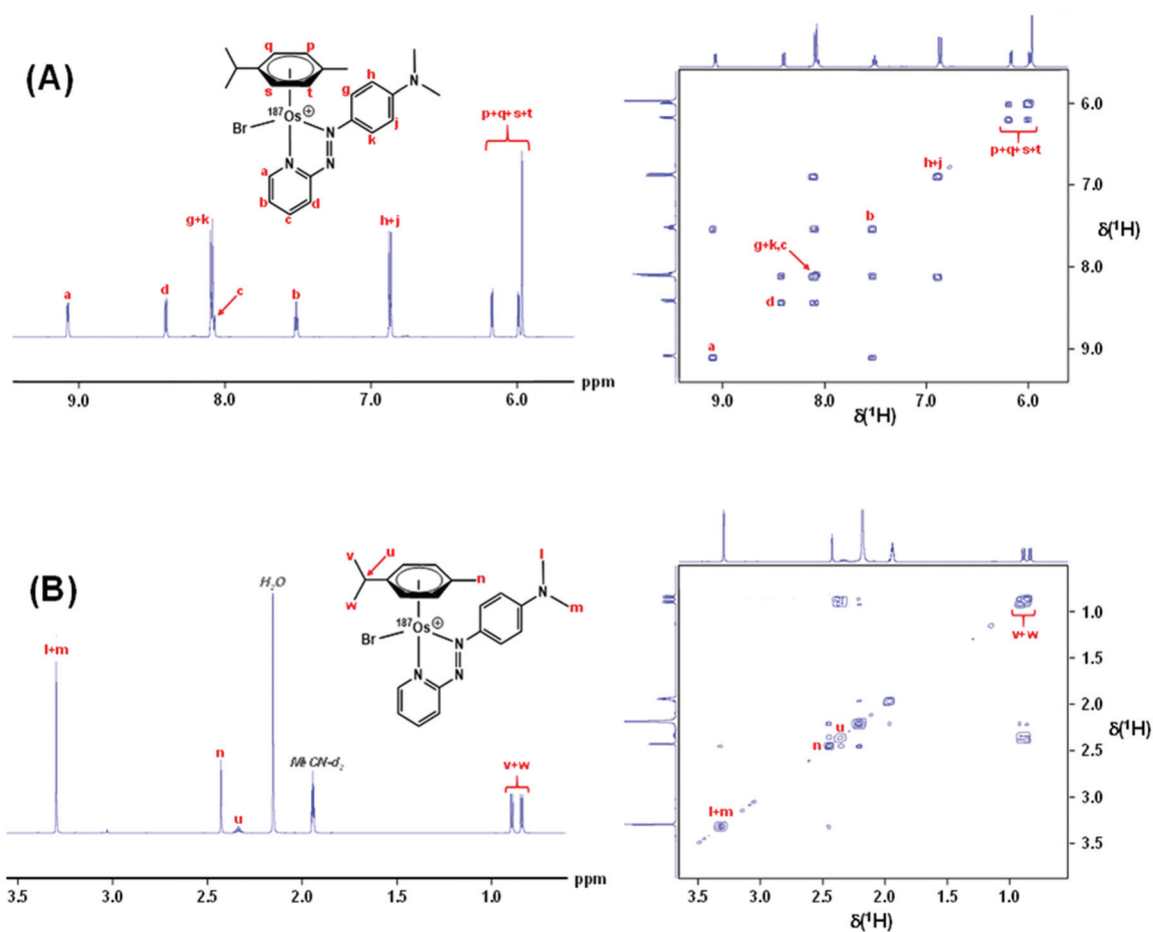 (A)
q p
s t
h
g
N
187Os⊕
Br
N
j
k
N
N
a
b
c
d
p+q+s+t
g+k
h+j
a
d
c
b
9.0 8.0 7.0 6.0 ppm
p+q+s+t
h+j
b
g+k,c
d
a
6.0
7.0
8.0
9.0
δ(¹H)
9.0 8.0 7.0 6.0
δ(¹H)
(B)
v u
w
n
l
N
m
187Os⊕
Br
N
N
N
H₂O
l+m
n
u
MeCN-d₂
v+w
3.5 3.0 2.5 2.0 1.5 1.0 ppm
v+w
u
n
l+m
1.0
1.5
2.0
2.5
3.0
3.5
δ(¹H)
3.5 3.0 2.5 2.0 1.5 1.0
δ(¹H)